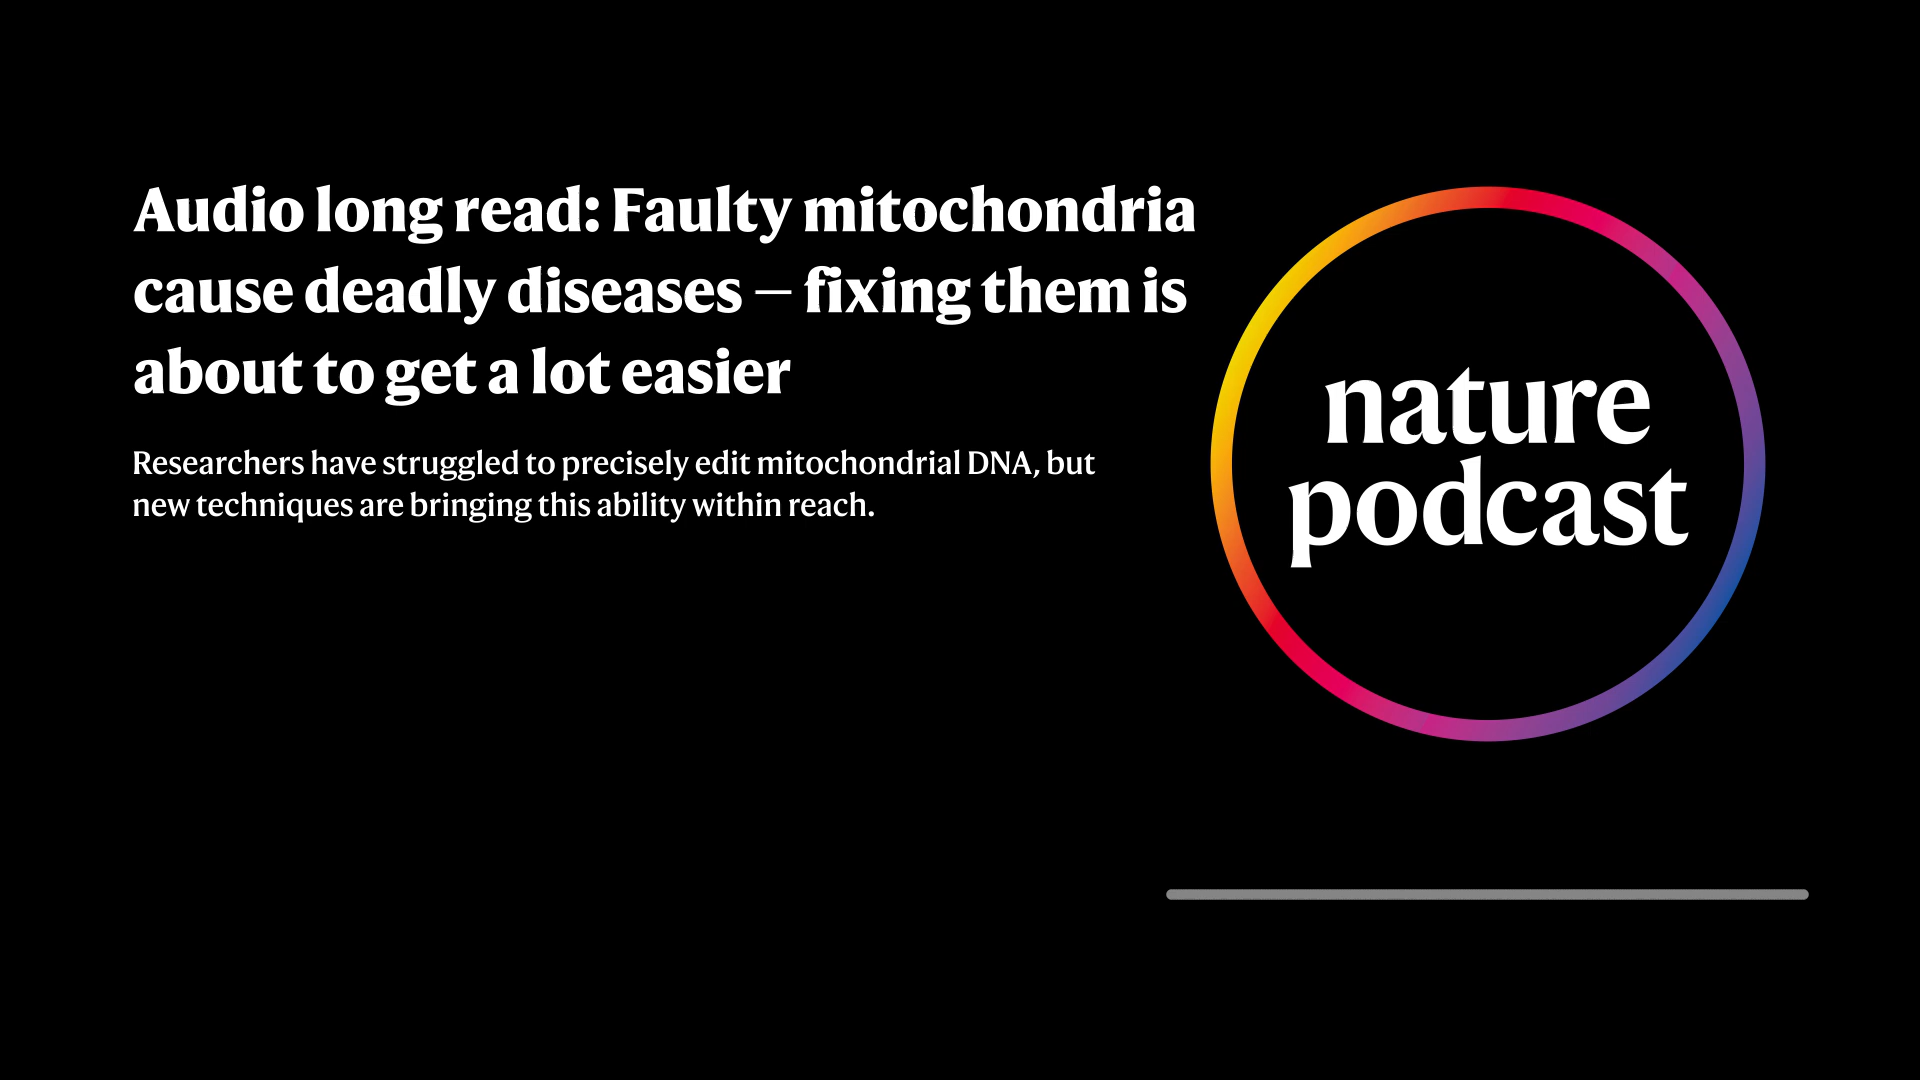 Audio long read: Faulty mitochondria
cause deadly diseases — fixing them is
about to get a lot easier
Researchers have struggled to precisely edit mitochondrial DNA, but
new techniques are bringing this ability within reach.
nature
podcast